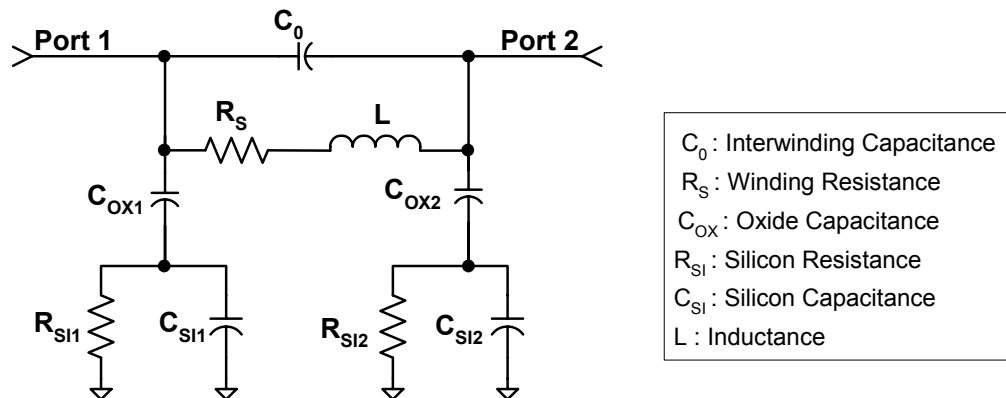 C0
Port 1
Port 2
RS
L
COX1
COX2
RSI1
CSI1
RSI2
CSI2
C0 : Interwinding Capacitance
RS : Winding Resistance
COX : Oxide Capacitance
RSI : Silicon Resistance
CSI : Silicon Capacitance
L : Inductance